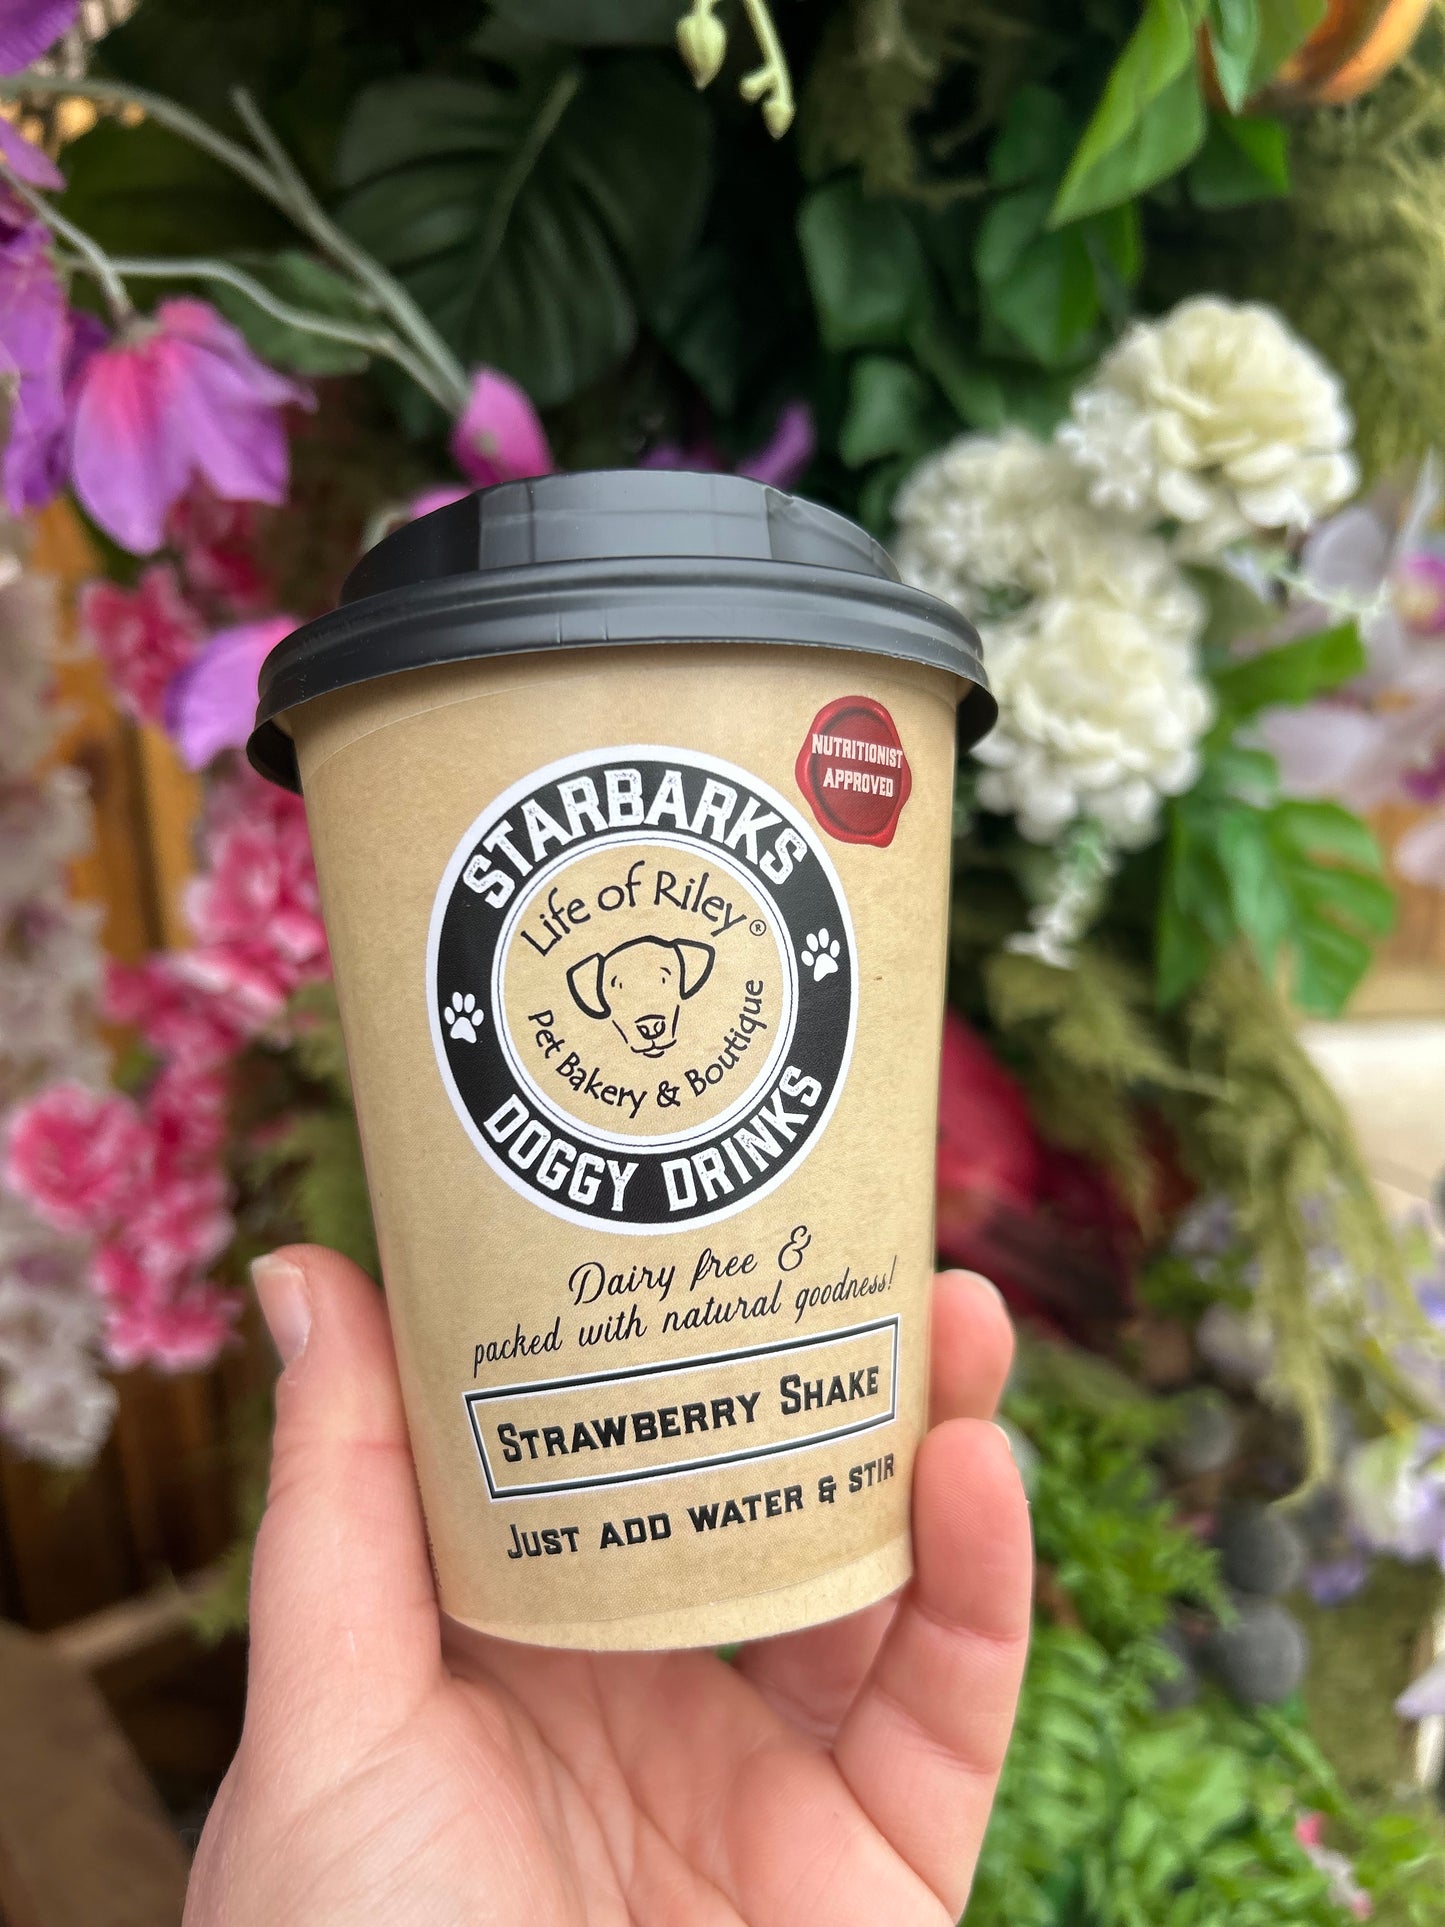 NUTRITIONIST
APPROVED
STARBARKS
Life of Riley®
Pet Bakery & Boutique
DOGGY DRINKS
Dairy free &
packed with natural goodness!
STRAWBERRY SHAKE
JUST ADD WATER & STIR